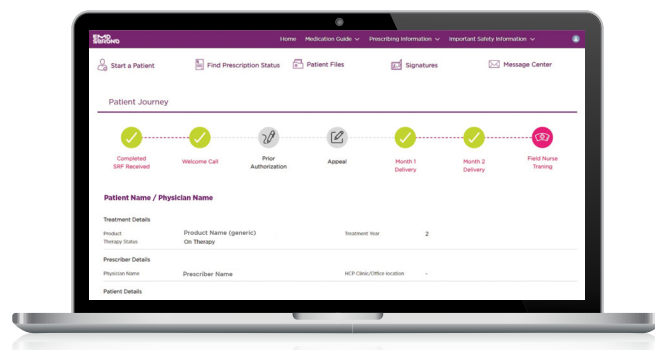 EMD
SERONO
Home Medication Guide Prescribing Information Important Safety Information
Start a Patient Find Prescription Status Patient Files Signatures Message Center
Patient Journey
Completed
SRF Received
Welcome Call
Prior
Authorization
Appeal
Month 1
Delivery
Month 2
Delivery
Field Nurse
Traning
Patient Name / Physician Name
Treatment Details
Product Product Name (generic) Treatment Year 2
Therapy Status On Therapy
Prescriber Details
Physician Name Prescriber Name HCP Clinic/Office location -
Patient Details